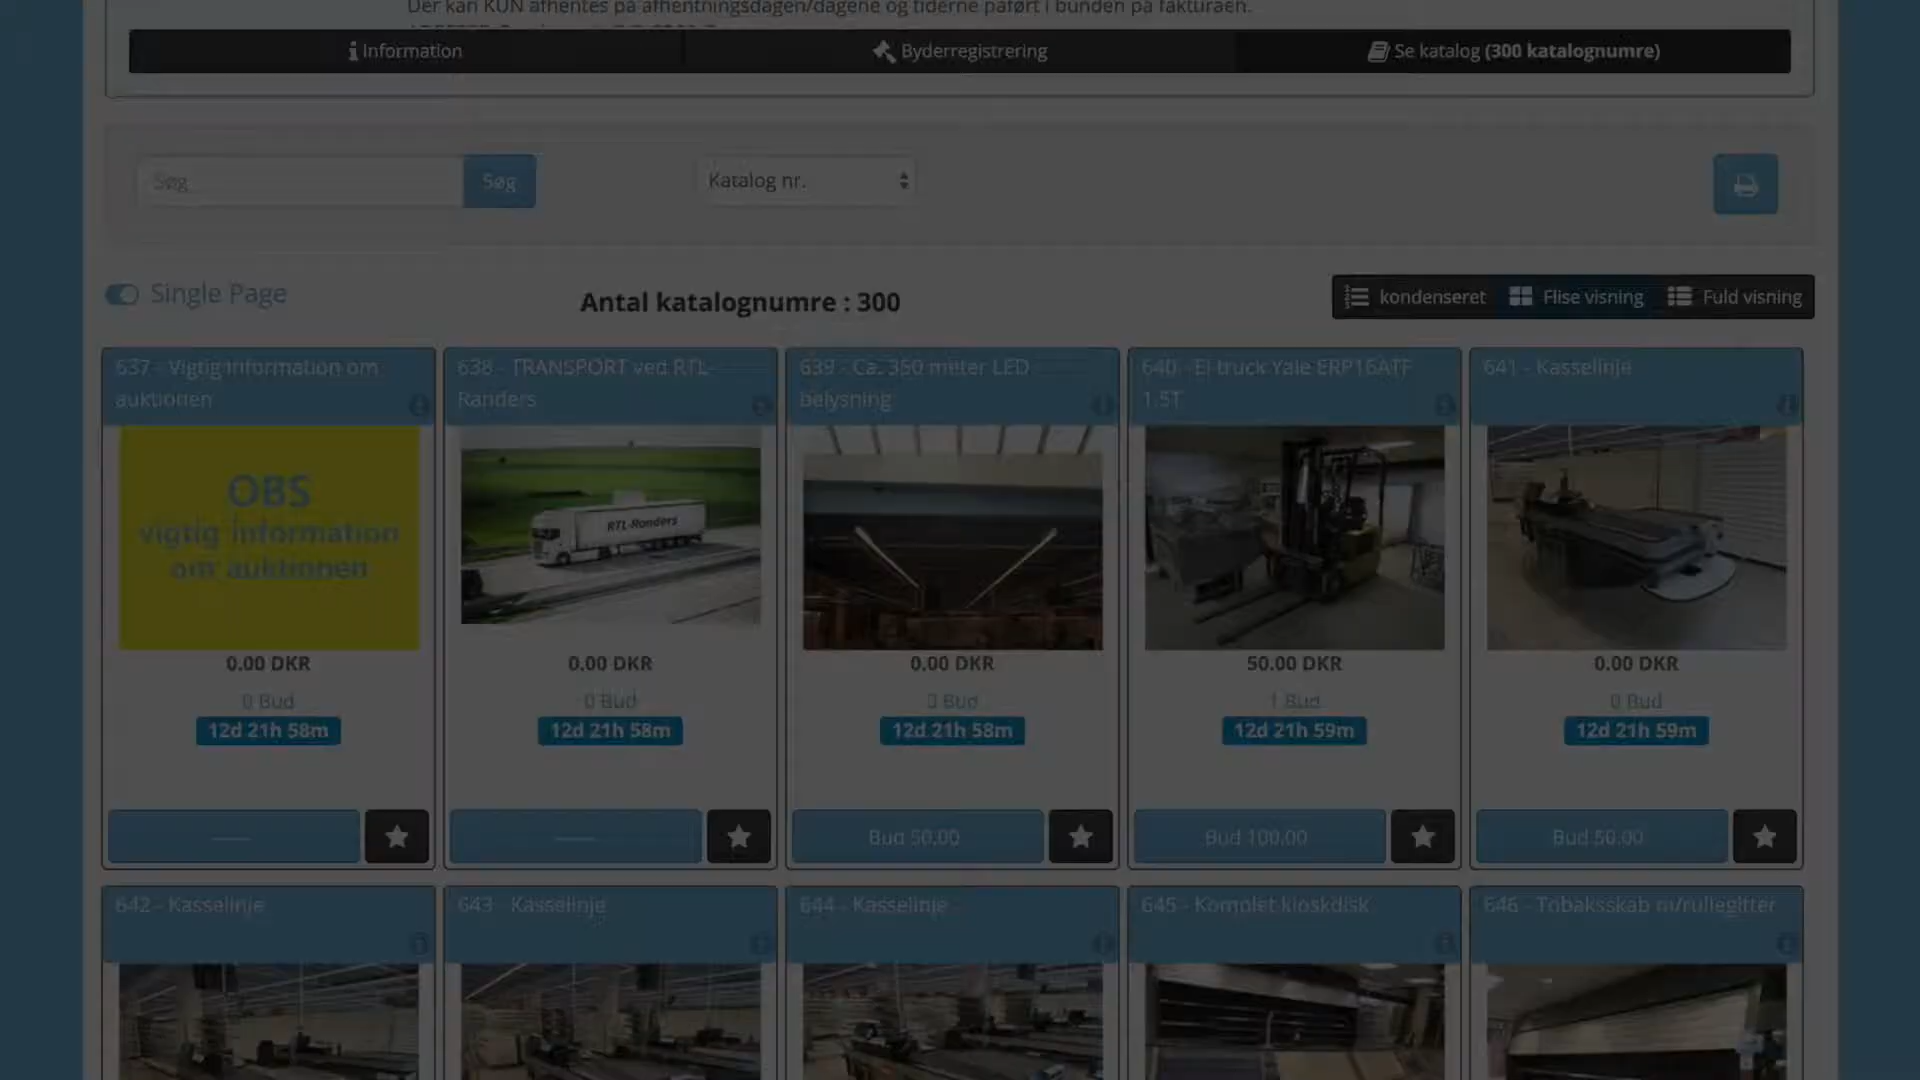 Der kan KUN afhentes på afhentningsdagen/dagene og tiderne påført i bunden på fakturaen.
Information
Byderregistrering
Se katalog (300 katalognumre)
Søg
Søg
Katalog nr.
Single Page
Antal katalognumre : 300
kondenseret
Flise visning
Fuld visning
637 - Vigtig information om
auktionen
638 - TRANSPORT ved RTL-
Randers
639 - Ca. 350 meter LED
belysning
640 - El-truck Yale ERP16ATF
1.5T
641 - Kasselinje
OBS
vigtig information
om auktionen
RTL-Randers
0.00 DKR
0.00 DKR
0.00 DKR
50.00 DKR
0.00 DKR
0 Bud
0 Bud
0 Bud
1 Bud
0 Bud
12d 21h 58m
12d 21h 58m
12d 21h 58m
12d 21h 59m
12d 21h 59m
Bud 50.00
Bud 100.00
Bud 50.00
642 - Kasselinje
643 - Kasselinje
644 - Kasselinje
645 - Komplet kioskdisk
646 - Tobaksskab m/rullegitter